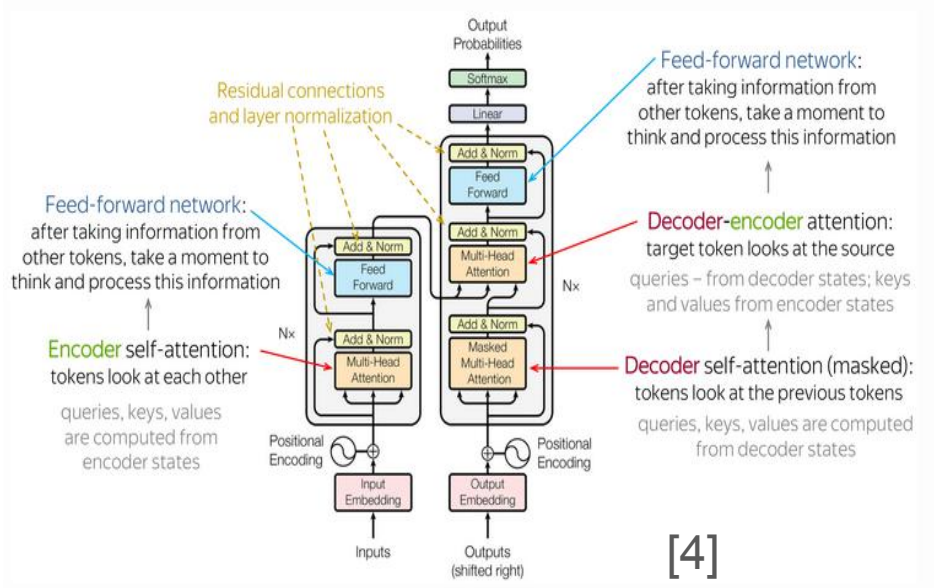 Output
Probabilities
Softmax
Linear
Add & Norm
Feed
Forward
Add & Norm
Multi-Head
Attention
Add & Norm
Masked
Multi-Head
Attention
Nx
Positional
Encoding
Output
Embedding
Outputs
(shifted right)
Residual connections
and layer normalization
Add & Norm
Feed
Forward
Add & Norm
Multi-Head
Attention
Nx
Positional
Encoding
Input
Embedding
Inputs
Feed-forward network:
after taking information from
other tokens, take a moment to
think and process this information
Encoder self-attention:
tokens look at each other
queries, keys, values
are computed from
encoder states
Feed-forward network:
after taking information from
other tokens, take a moment to
think and process this information
Decoder-encoder attention:
target token looks at the source
queries – from decoder states; keys
and values from encoder states
Decoder self-attention (masked):
tokens look at the previous tokens
queries, keys, values are computed
from decoder states
[4]